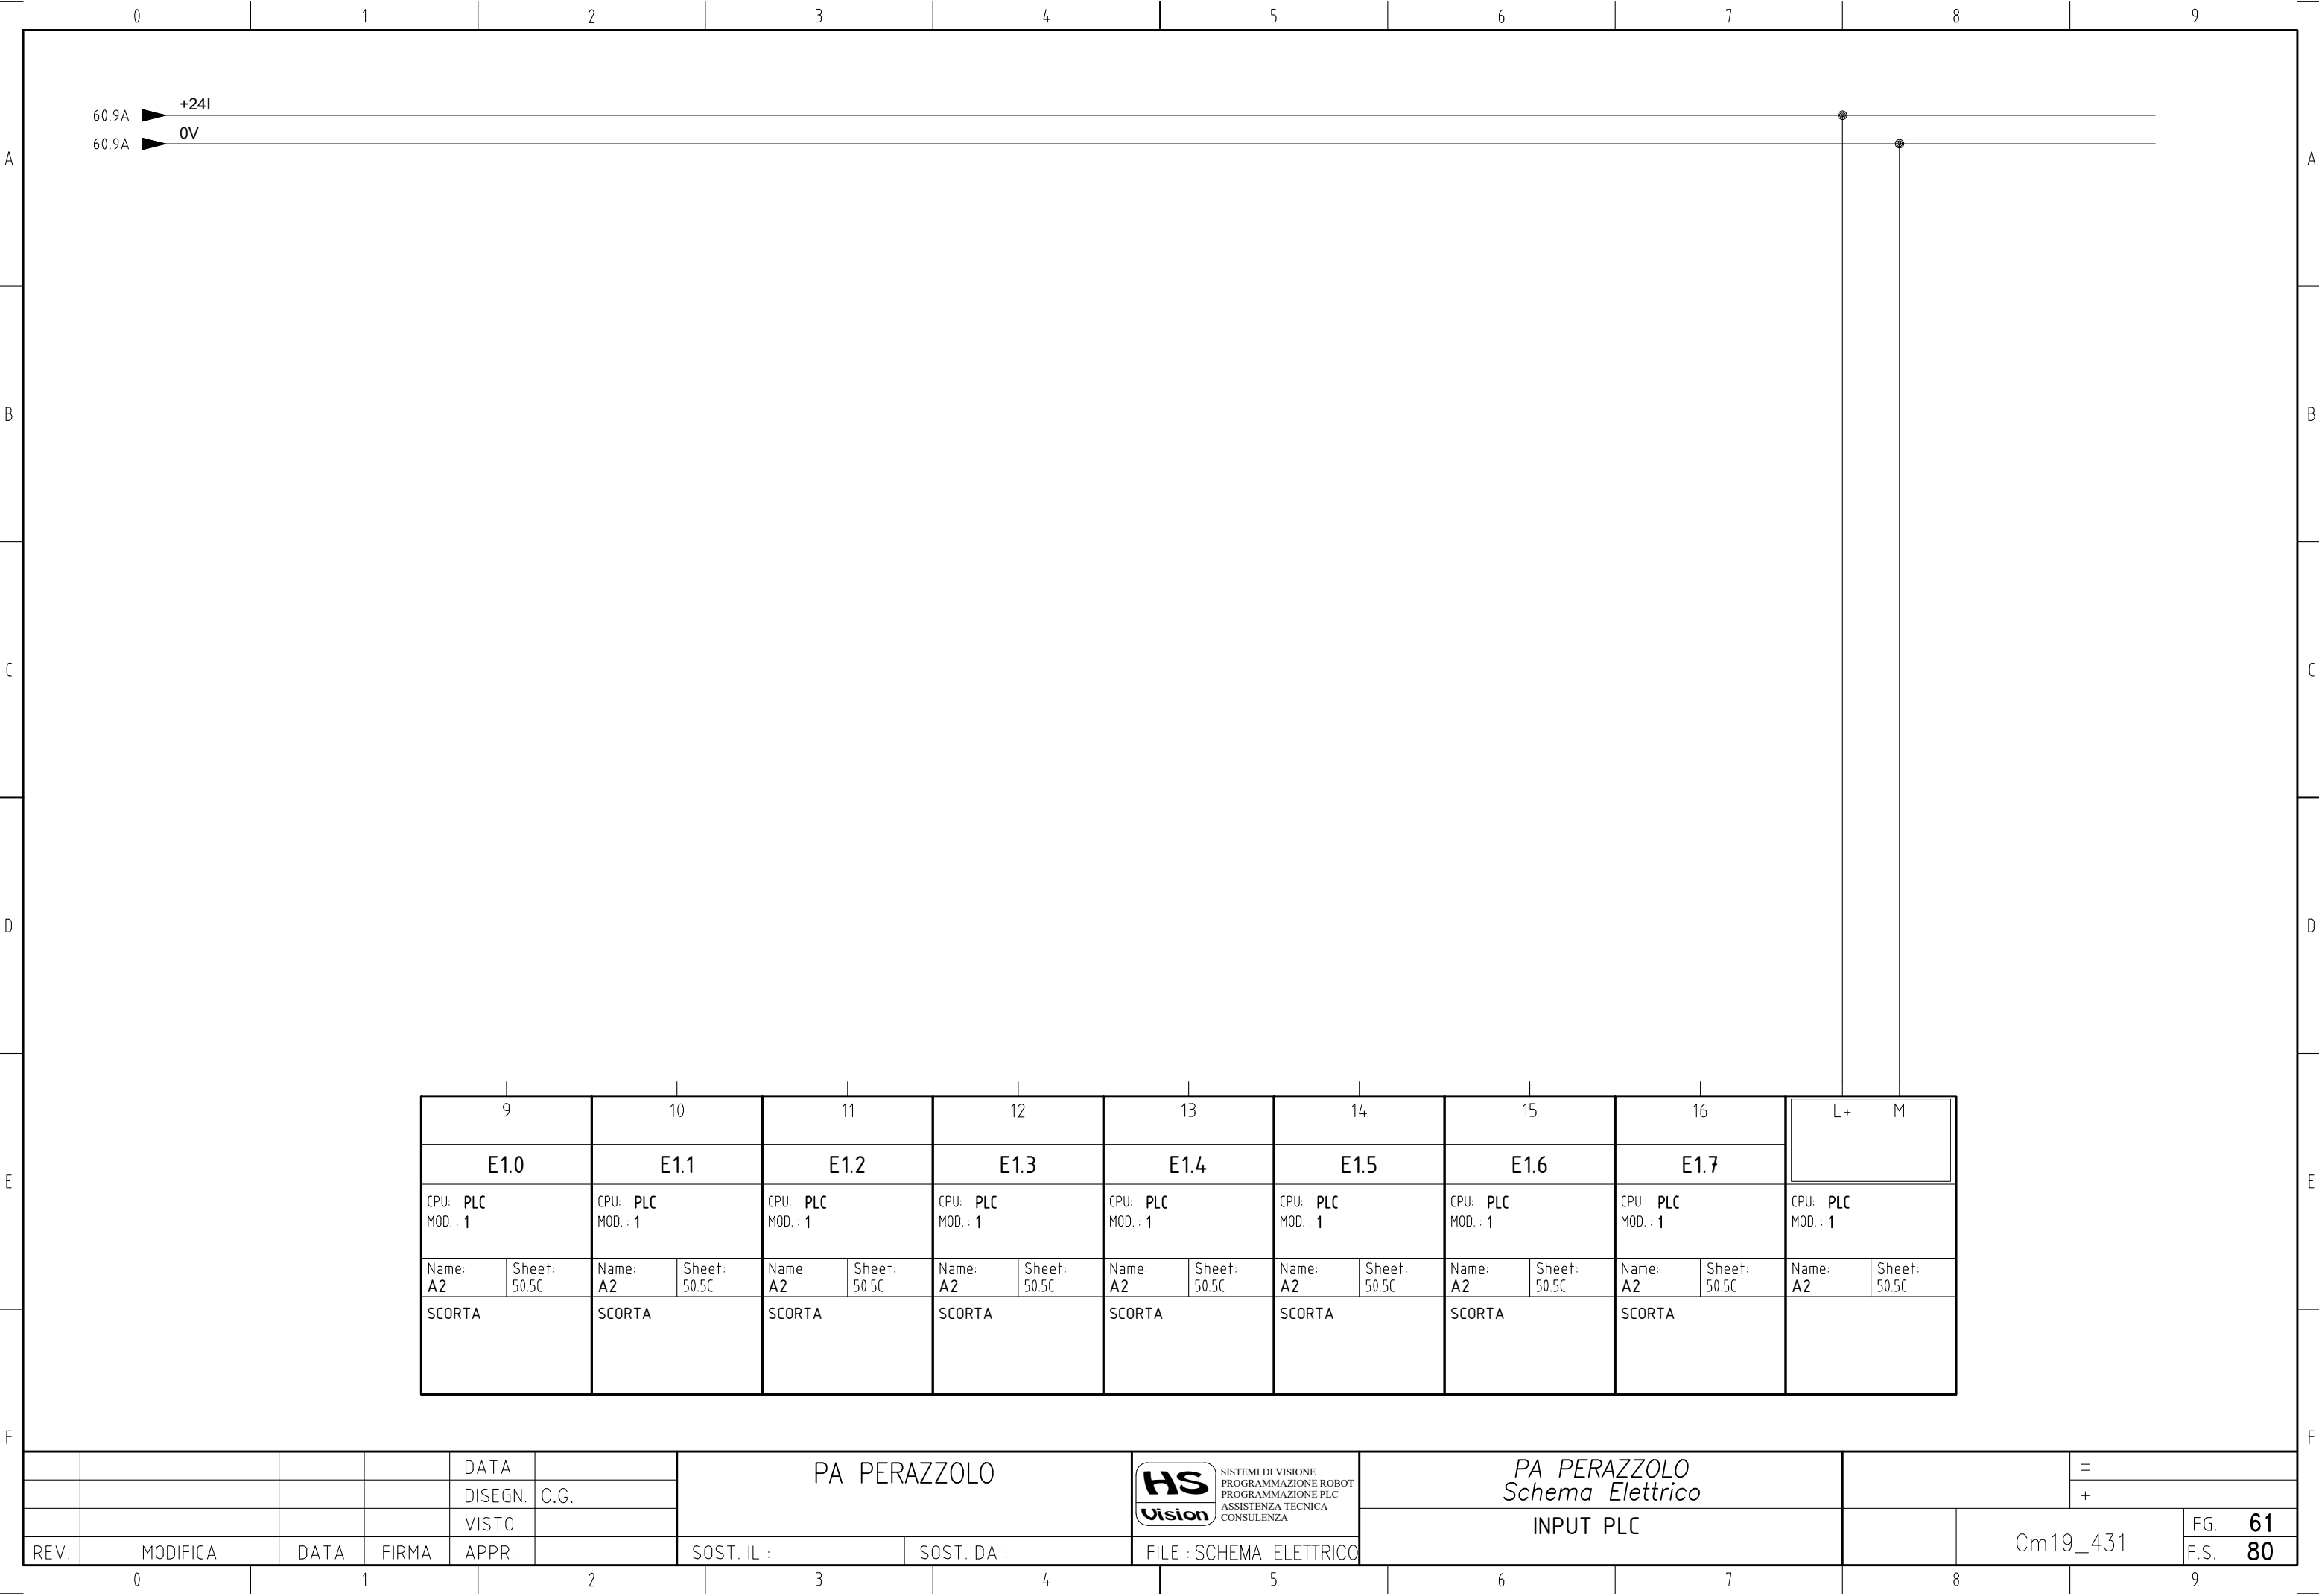 0 1 2 3 4 5 6 7 8 9
60.9A +24I
60.9A 0V
A A
B B
C C
D D
E E
F F
9 10 11 12 13 14 15 16 L+ M
E1.0 E1.1 E1.2 E1.3 E1.4 E1.5 E1.6 E1.7
CPU: PLC CPU: PLC CPU: PLC CPU: PLC CPU: PLC CPU: PLC CPU: PLC CPU: PLC CPU: PLC
MOD. : 1 MOD. : 1 MOD. : 1 MOD. : 1 MOD. : 1 MOD. : 1 MOD. : 1 MOD. : 1 MOD. : 1
Name: Sheet: Name: Sheet: Name: Sheet: Name: Sheet: Name: Sheet: Name: Sheet: Name: Sheet: Name: Sheet: Name: Sheet:
A2 50.5C A2 50.5C A2 50.5C A2 50.5C A2 50.5C A2 50.5C A2 50.5C A2 50.5C A2 50.5C
SCORTA SCORTA SCORTA SCORTA SCORTA SCORTA SCORTA SCORTA
DATA
DISEGN. C.G.
VISTO
REV. MODIFICA DATA FIRMA APPR.
PA PERAZZOLO
SOST. IL : SOST. DA :
HS
Vision
SISTEMI DI VISIONE
PROGRAMMAZIONE ROBOT
PROGRAMMAZIONE PLC
ASSISTENZA TECNICA
CONSULENZA
FILE : SCHEMA ELETTRICO
PA PERAZZOLO
Schema Elettrico
INPUT PLC
=
+
Cm19_431
FG. 61
F.S. 80
0 1 2 3 4 5 6 7 8 9